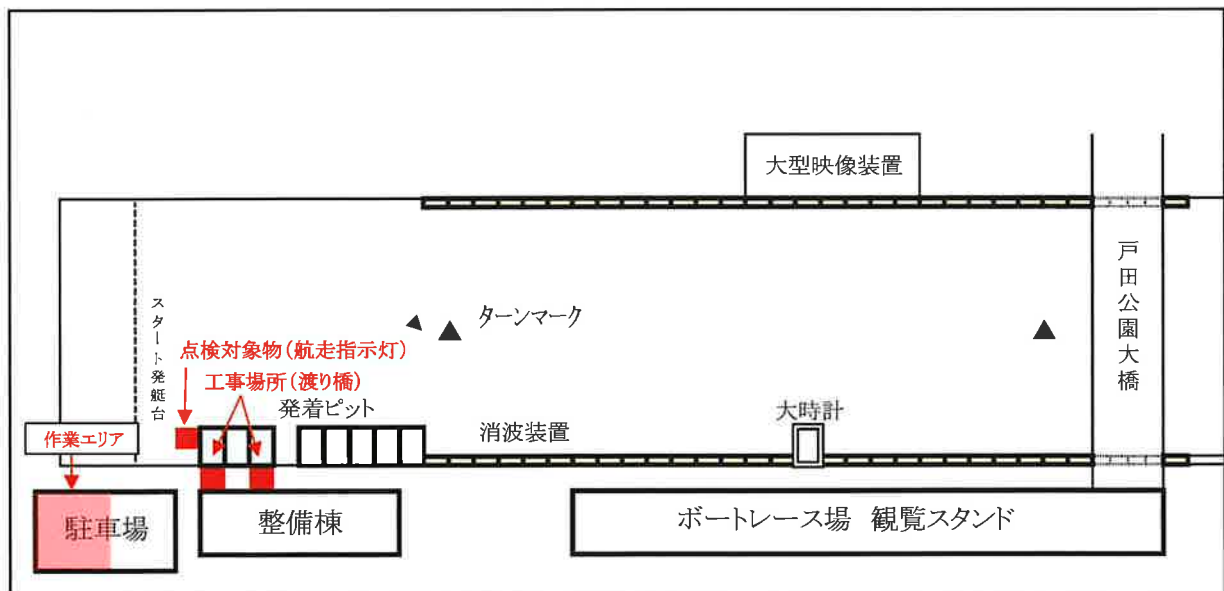 大型映像装置
戸田公園大橋
スタート発艇台
ターンマーク
点検対象物(航走指示灯)
工事場所(渡り橋)
発着ピット
大時計
消波装置
作業エリア
駐車場
整備棟
ボートレース場 観覧スタンド